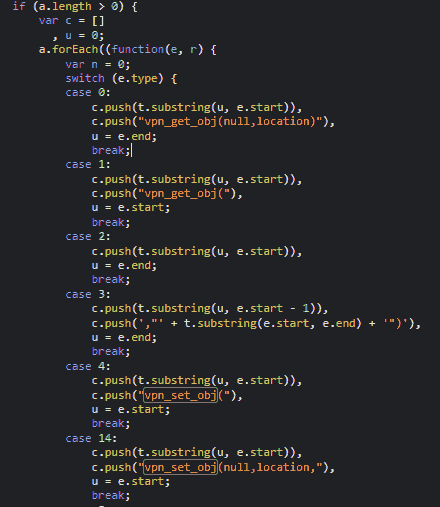 if (a.length > 0) {
var c = []
, u = 0;
a.forEach((function(e, r) {
var n = 0;
switch (e.type) {
case 0:
c.push(t.substring(u, e.start)),
c.push("vpn_get_obj(null,location)"),
u = e.end;
break;
case 1:
c.push(t.substring(u, e.start)),
c.push("vpn_get_obj("),
u = e.start;
break;
case 2:
c.push(t.substring(u, e.start)),
u = e.end;
break;
case 3:
c.push(t.substring(u, e.start - 1)),
c.push(',"' + t.substring(e.start, e.end) + '")'),
u = e.end;
break;
case 4:
c.push(t.substring(u, e.start)),
c.push("vpn_set_obj("),
u = e.start;
break;
case 14:
c.push(t.substring(u, e.start)),
c.push("vpn_set_obj(null,location,"),
u = e.start;
break;